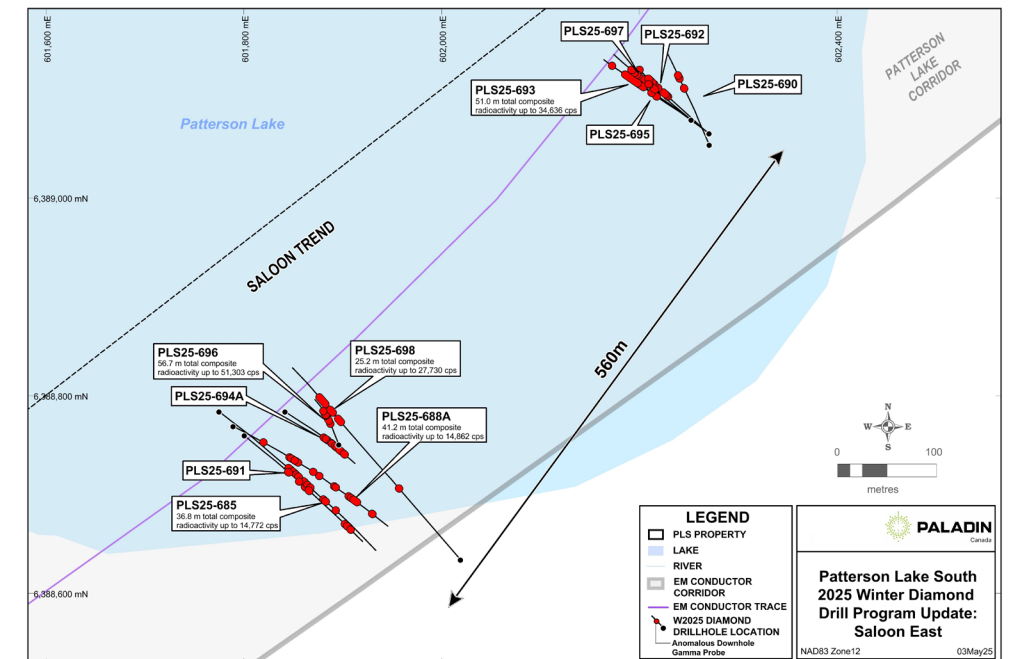 601,600 mE
601,800 mE
602,000 mE
602,400 mE
PATTERSON
LAKE
CORRIDOR
Patterson Lake
PLS25-697
PLS25-692
PLS25-690
PLS25-693
51.0 m total composite
radioactivity up to 34,636 cps
PLS25-695
6,389,000 mN
SALOON TREND
560m
PLS25-696
56.7 m total composite
radioactivity up to 51,303 cps
PLS25-698
25.2 m total composite
radioactivity up to 27,730 cps
6,388,800 mN
PLS25-694A
PLS25-688A
41.2 m total composite
radioactivity up to 14,862 cps
PLS25-691
PLS25-685
36.8 m total composite
radioactivity up to 14,772 cps
6,388,600 mN
N
W E
S
0 100
metres
LEGEND
PLS PROPERTY
LAKE
RIVER
EM CONDUCTOR
CORRIDOR
EM CONDUCTOR TRACE
W2025 DIAMOND
DRILLHOLE LOCATION
Anomalous Downhole
Gamma Probe
PALADIN
Canada
Patterson Lake South
2025 Winter Diamond
Drill Program Update:
Saloon East
NAD83 Zone12 03May25